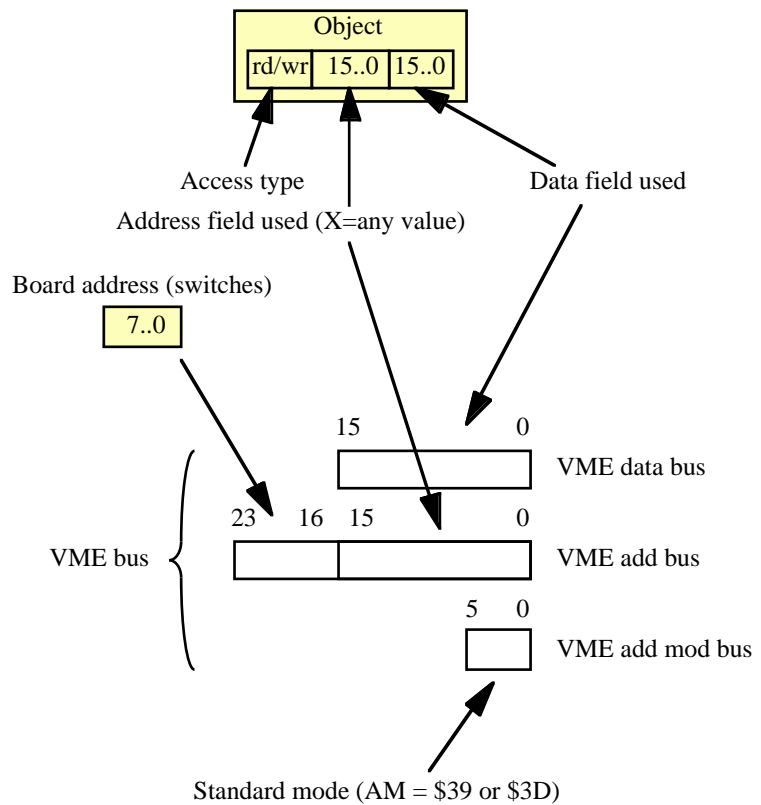 Object
rd/wr 15..0 15..0
Access type
Data field used
Address field used (X=any value)
Board address (switches)
7..0
15 0
VME data bus
23 16 15 0
VME bus
VME add bus
5 0
VME add mod bus
Standard mode (AM = $39 or $3D)